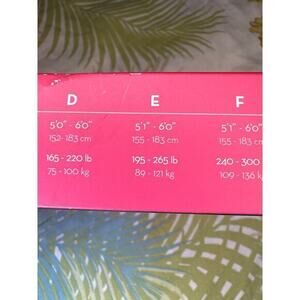 D E F
5'0" - 6'0" 5'1" - 6'0" 5'1" - 6'0"
152- 183 cm 155 - 183 cm 155 - 183 cm
165 - 220 lb 195 - 265 lb 240 - 300
75 - 100 kg 89 - 121 kg 109 - 136 k